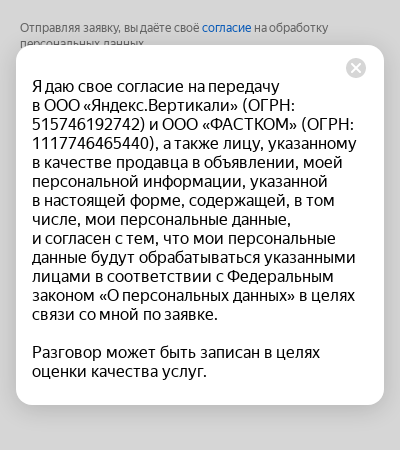 Отправляя заявку, вы даёте своё согласие на обработку
персональных данных
Я даю свое согласие на передачу
в ООО «Яндекс.Вертикали» (ОГРН:
515746192742) и ООО «ФАСТКОМ» (ОГРН:
1117746465440), а также лицу, указанному
в качестве продавца в объявлении, моей
персональной информации, указанной
в настоящей форме, содержащей, в том
числе, мои персональные данные,
и согласен с тем, что мои персональные
данные будут обрабатываться указанными
лицами в соответствии с Федеральным
законом «О персональных данных» в целях
связи со мной по заявке.
Разговор может быть записан в целях
оценки качества услуг.